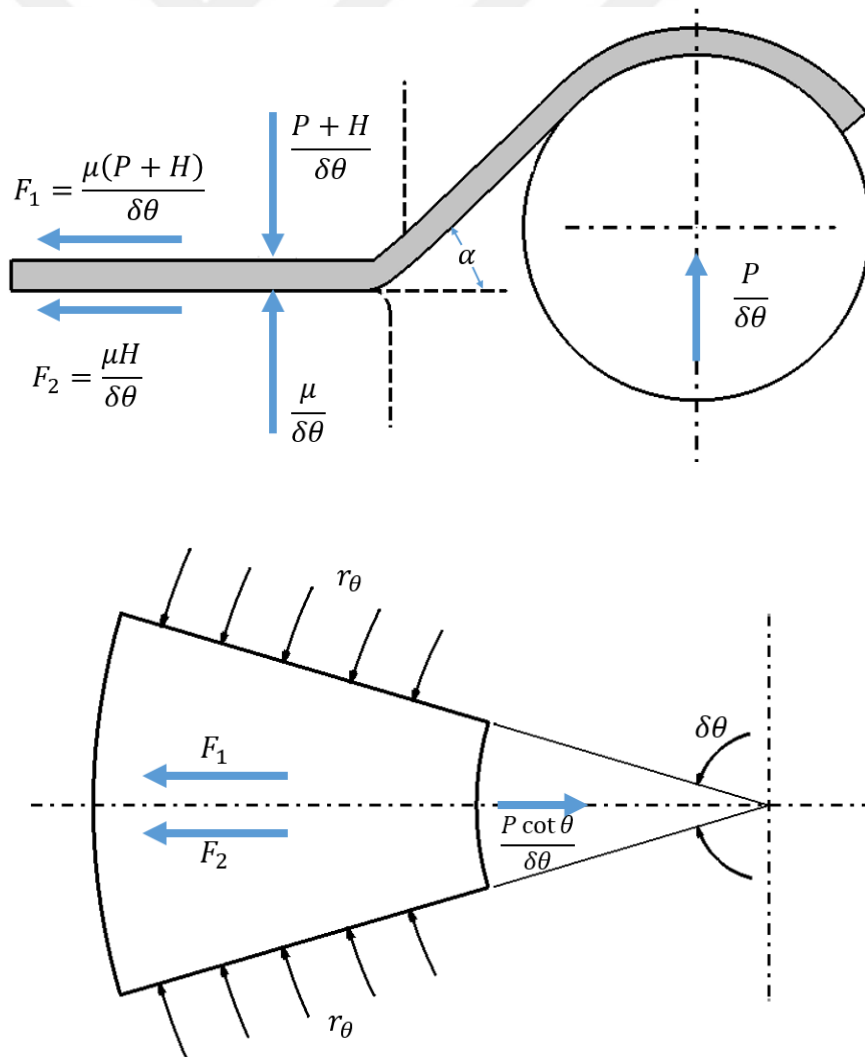 P + H
δθ
F₁ = μ(P + H)
δθ
α
P
δθ
F₂ = μH
δθ
μ
δθ
r_θ
δθ
F₁
P cot θ
δθ
F₂
r_θ